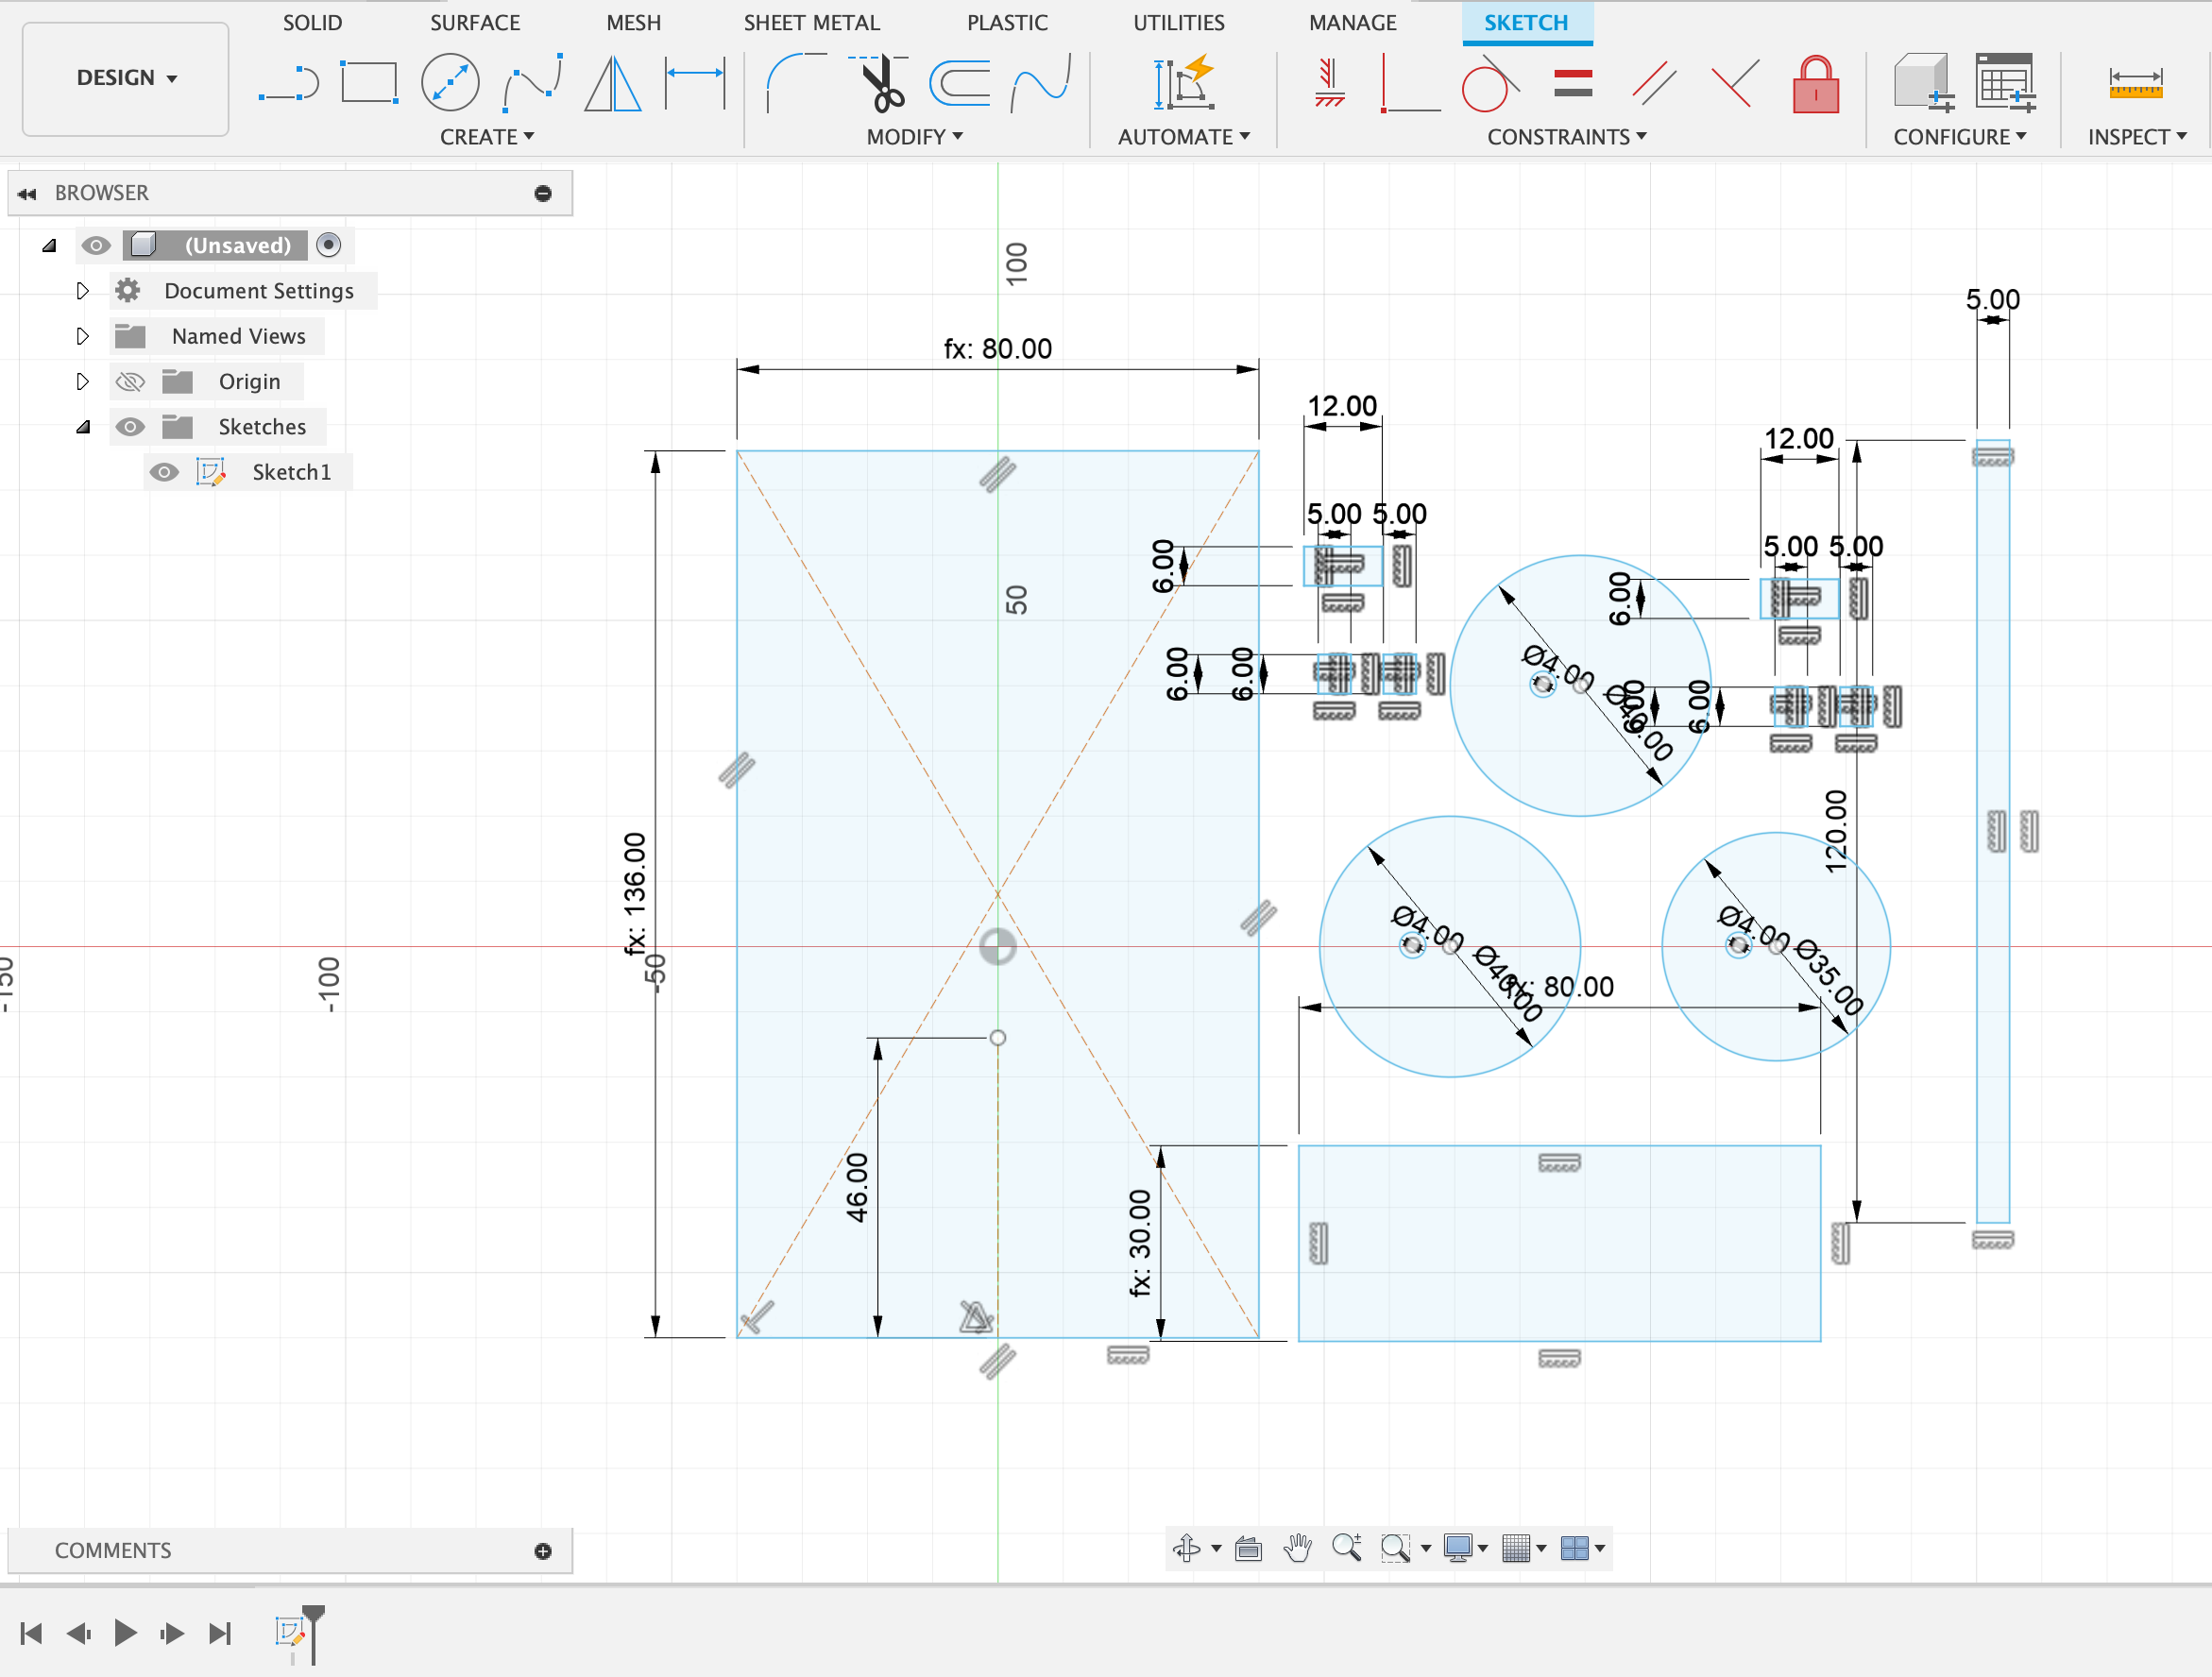 SOLID SURFACE MESH SHEET METAL PLASTIC UTILITIES MANAGE SKETCH
DESIGN
CREATE MODIFY AUTOMATE CONSTRAINTS CONFIGURE INSPECT
BROWSER
(Unsaved)
Document Settings
Named Views
Origin
Sketches
Sketch1
100
5.00
fx: 80.00
12.00
12.00
5.00 5.00
5.00 5.00
6.00
6.00
50
6.00
6.00
Ø4.00
Ø40.00
6.00
6.00
120.00
fx: 136.00
Ø4.00
Ø40.00
Ø4.00
Ø35.00
-150
-100
-50
fx: 80.00
46.00
fx: 30.00
COMMENTS